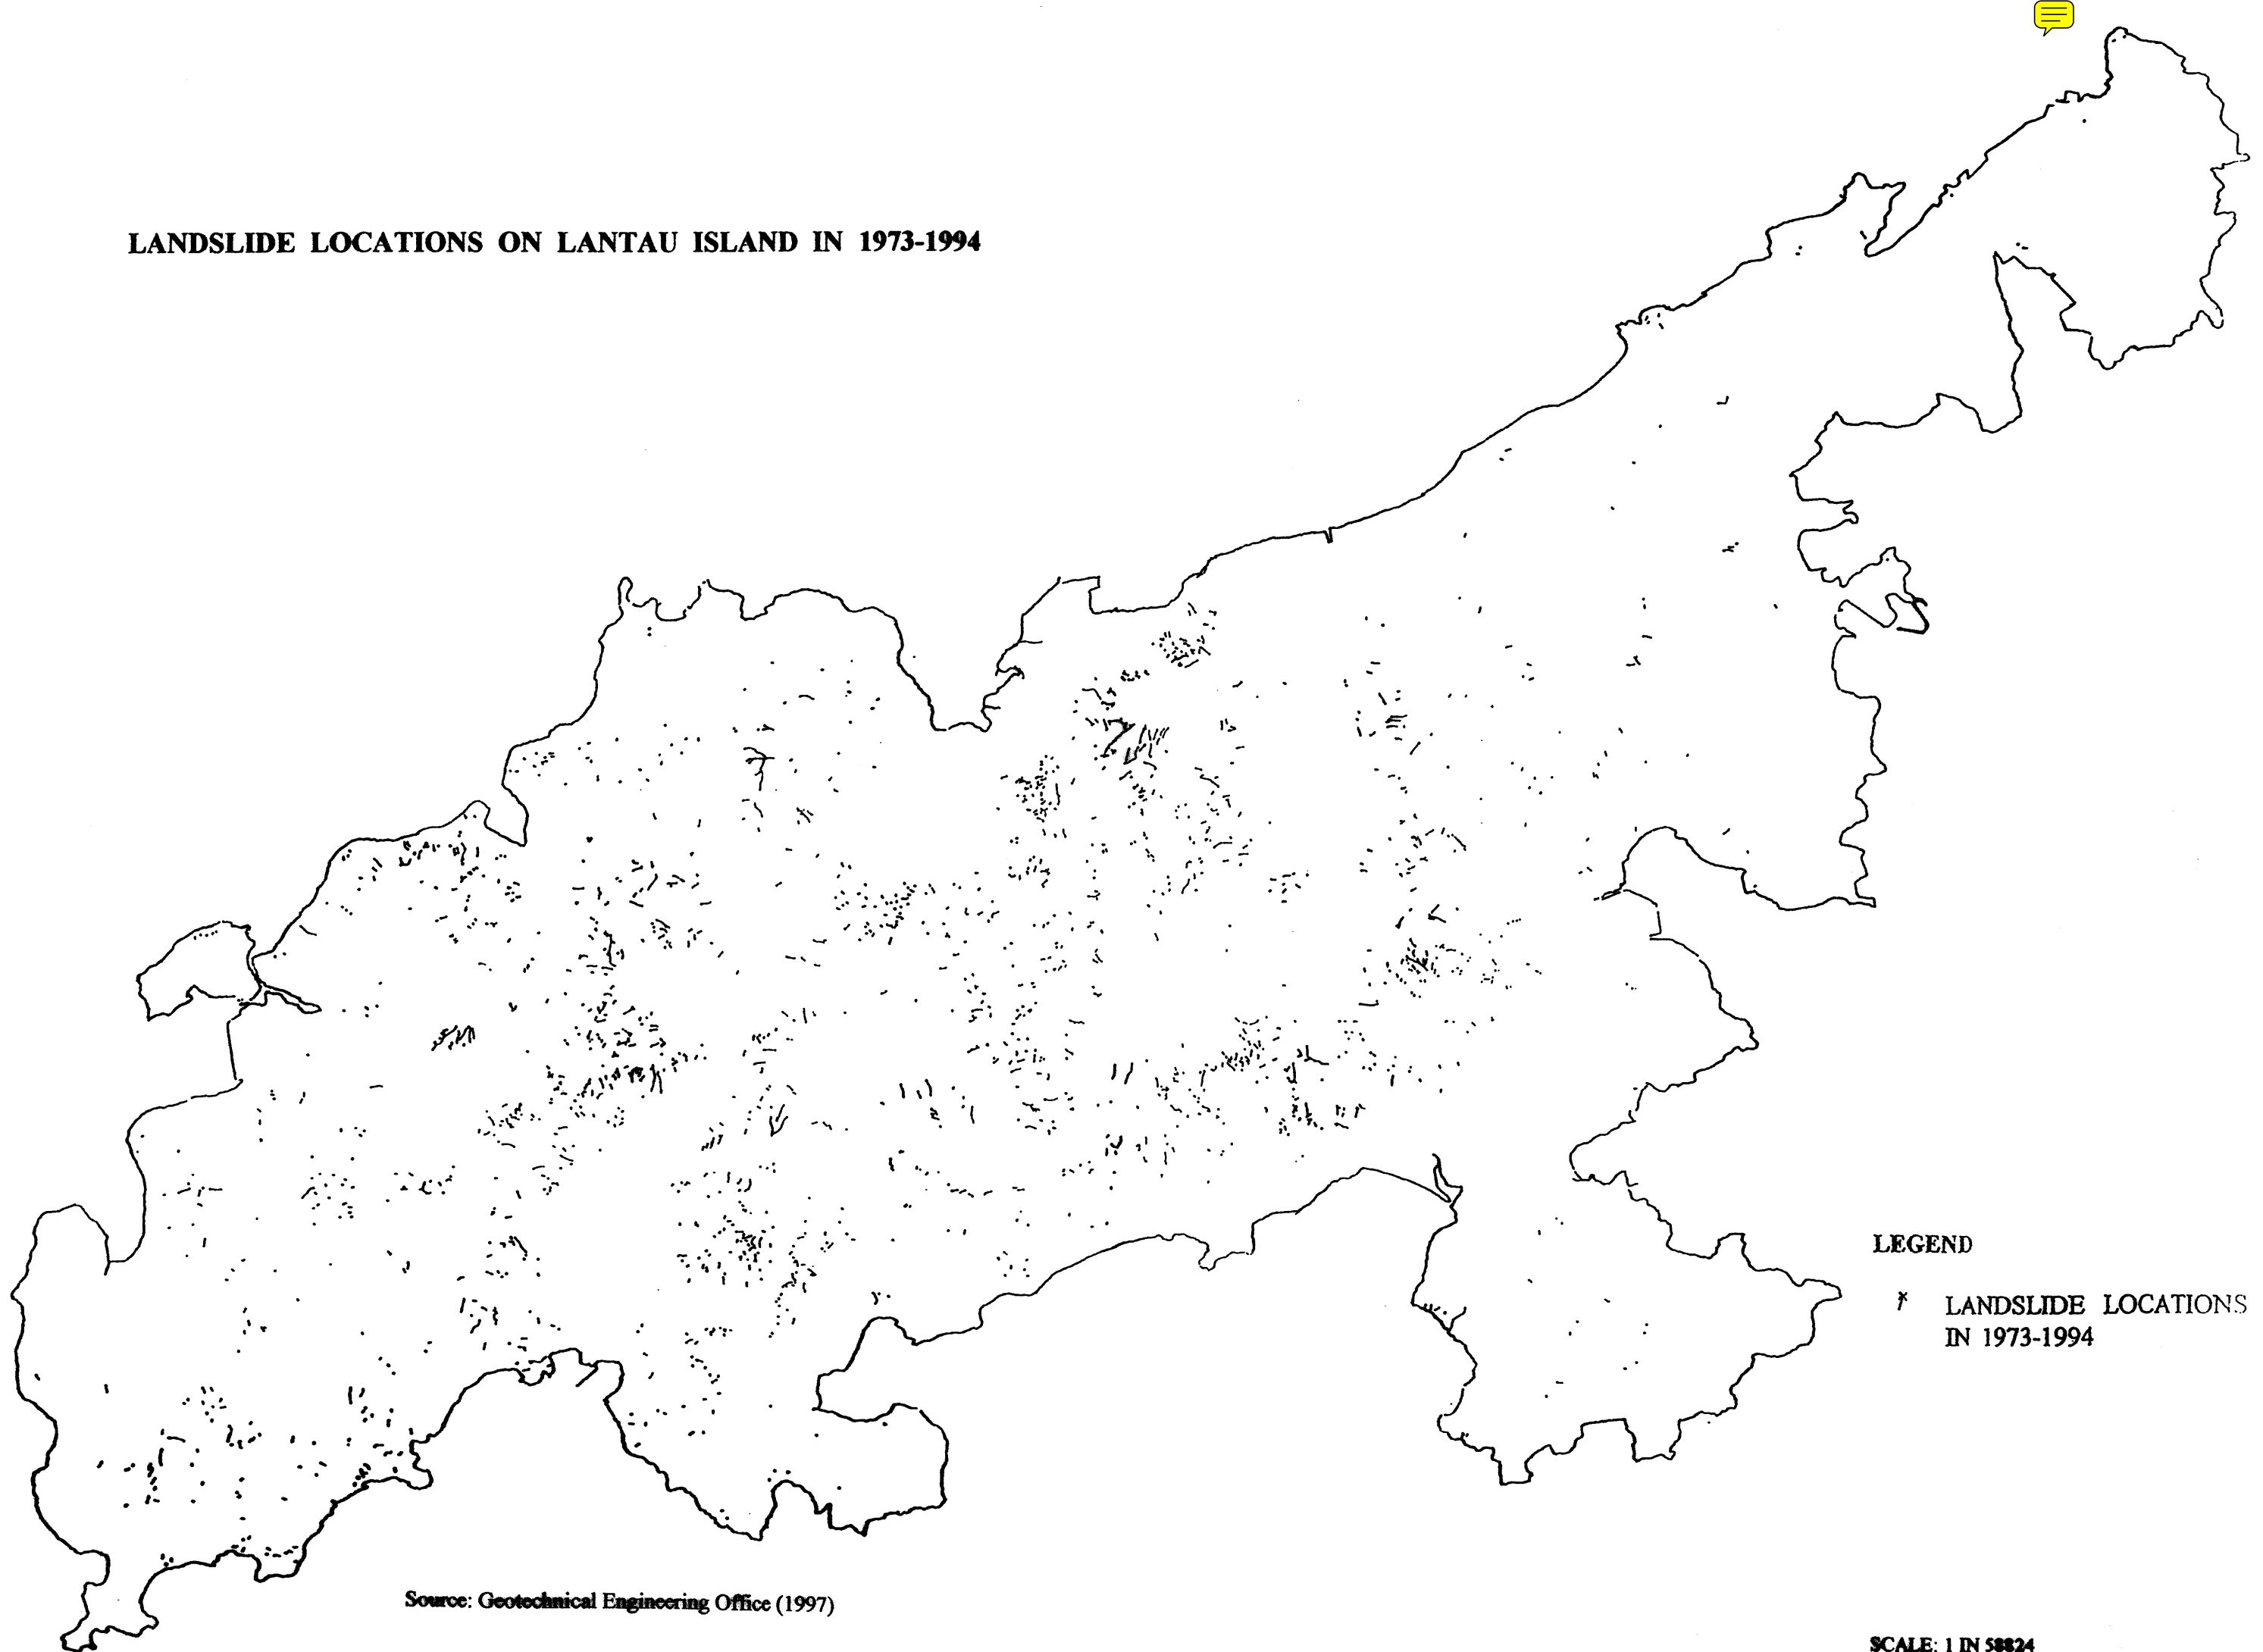 LANDSLIDE LOCATIONS ON LANTAU ISLAND IN 1973-1994
LEGEND
LANDSLIDE LOCATIONS
IN 1973-1994
Source: Geotechnical Engineering Office (1997)
SCALE: 1 IN 58824